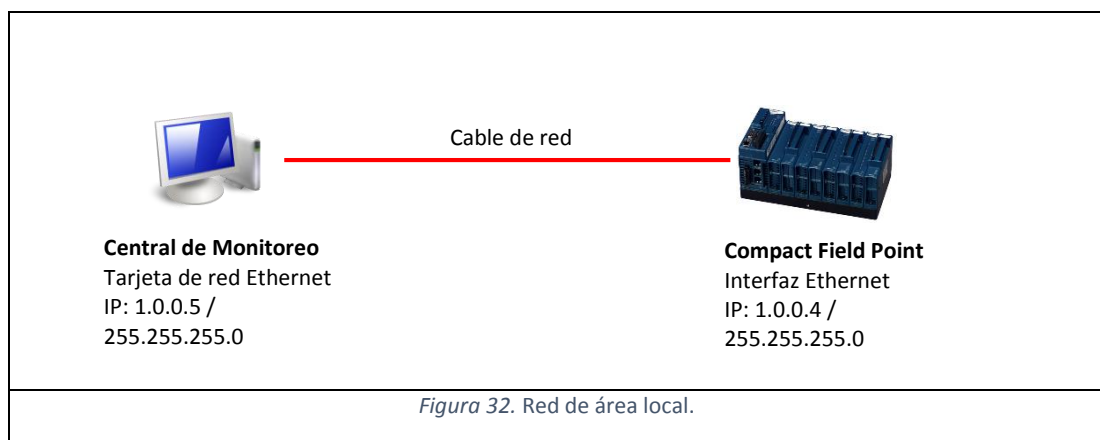 Cable de red
Central de Monitoreo
Tarjeta de red Ethernet
IP: 1.0.0.5 /
255.255.255.0
Compact Field Point
Interfaz Ethernet
IP: 1.0.0.4 /
255.255.255.0
Figura 32. Red de área local.